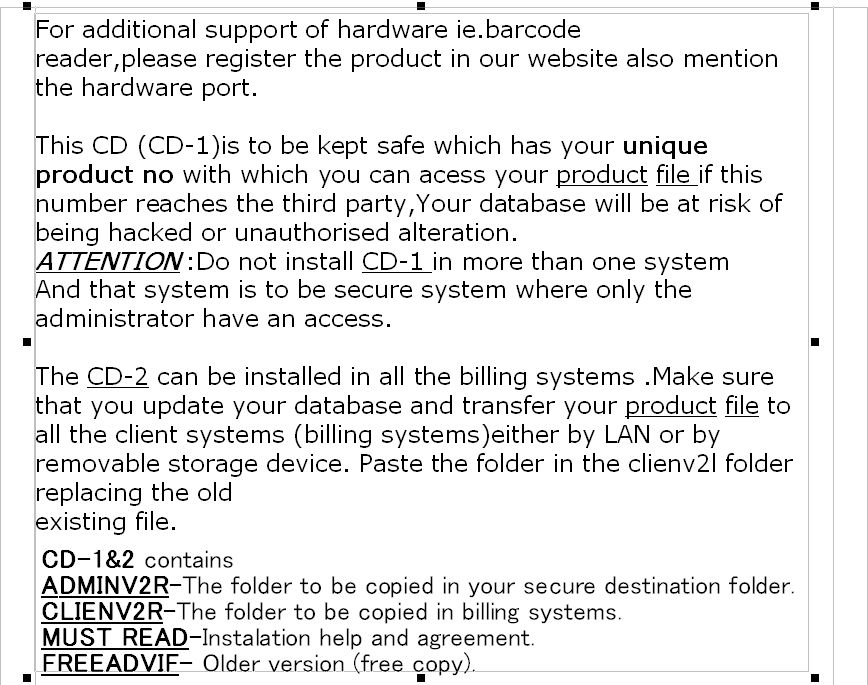 For additional support of hardware ie.barcode
reader,please register the product in our website also mention
the hardware port.
This CD (CD-1)is to be kept safe which has your unique
product no with which you can acess your product file if this
number reaches the third party,Your database will be at risk of
being hacked or unauthorised alteration.
ATTENTION :Do not install CD-1 in more than one system
And that system is to be secure system where only the
administrator have an access.
The CD-2 can be installed in all the billing systems .Make sure
that you update your database and transfer your product file to
all the client systems (billing systems)either by LAN or by
removable storage device. Paste the folder in the clienv2l folder
replacing the old
existing file.
CD-1&2 contains
ADMINV2R-The folder to be copied in your secure destination folder.
CLIENV2R-The folder to be copied in billing systems.
MUST READ-Instalation help and agreement.
FREEADVIF- Older version (free copy).